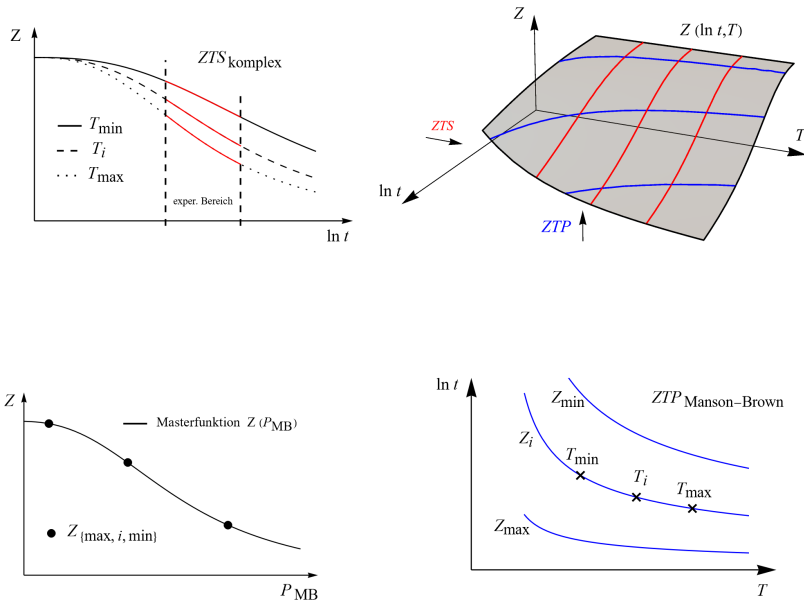 Z
ZTS komplex
T min
T i
T max
exper. Bereich
ln t
Z
Z (ln t,T)
ZTS
T
ln t
ZTP
Z
Masterfunktion Z (P MB)
Z {max, i, min}
P MB
ln t
Z min
ZTP Manson–Brown
Z i
T min
T i
T max
Z max
T